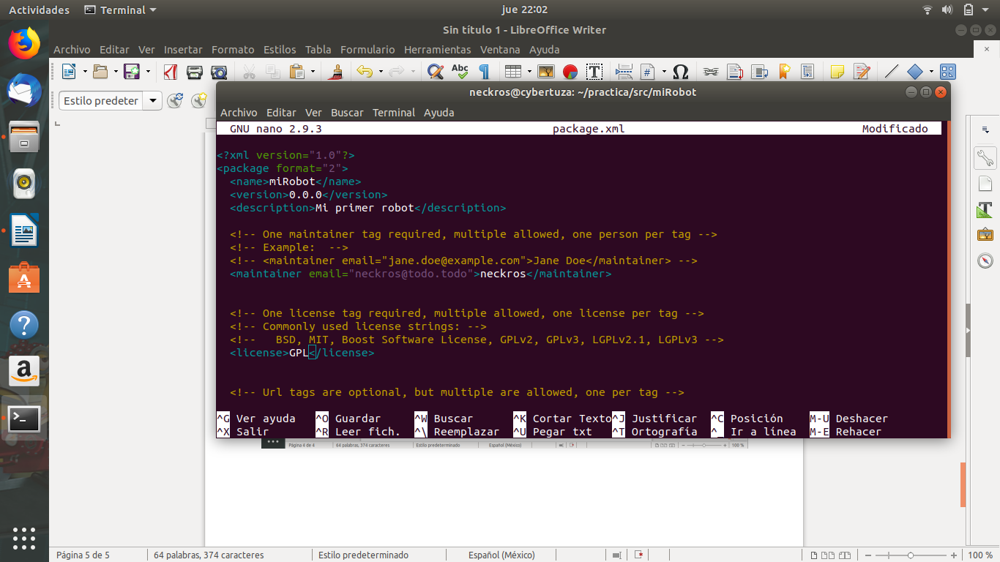 Actividades Terminal jue 22:02
Sin título 1 - LibreOffice Writer
Archivo Editar Ver Insertar Formato Estilos Tabla Formulario Herramientas Ventana Ayuda
Abc
Estilo predeter
neckros@cybertuza: ~/practica/src/miRobot
Archivo Editar Ver Buscar Terminal Ayuda
GNU nano 2.9.3 package.xml Modificado
<?xml version="1.0"?>
<package format="2">
<name>miRobot</name>
<version>0.0.0</version>
<description>Mi primer robot</description>
<!-- One maintainer tag required, multiple allowed, one person per tag -->
<!-- Example:  -->
<!-- <maintainer email="jane.doe@example.com">Jane Doe</maintainer> -->
<maintainer email="neckros@todo.todo">neckros</maintainer>
<!-- One license tag required, multiple allowed, one license per tag -->
<!-- Commonly used license strings: -->
<!--   BSD, MIT, Boost Software License, GPLv2, GPLv3, LGPLv2.1, LGPLv3 -->
<license>GPL</license>
<!-- Url tags are optional, but multiple are allowed, one per tag -->
^G Ver ayuda ^O Guardar ^W Buscar ^K Cortar Texto ^J Justificar ^C Posición M-U Deshacer
^X Salir ^R Leer fich. ^\ Reemplazar ^U Pegar txt ^T Ortografía ^_ Ir a línea M-E Rehacer
Página 4 de 4 64 palabras, 374 caracteres Estilo predeterminado Español (México) 100 %
Página 5 de 5 64 palabras, 374 caracteres Estilo predeterminado Español (México) 100 %